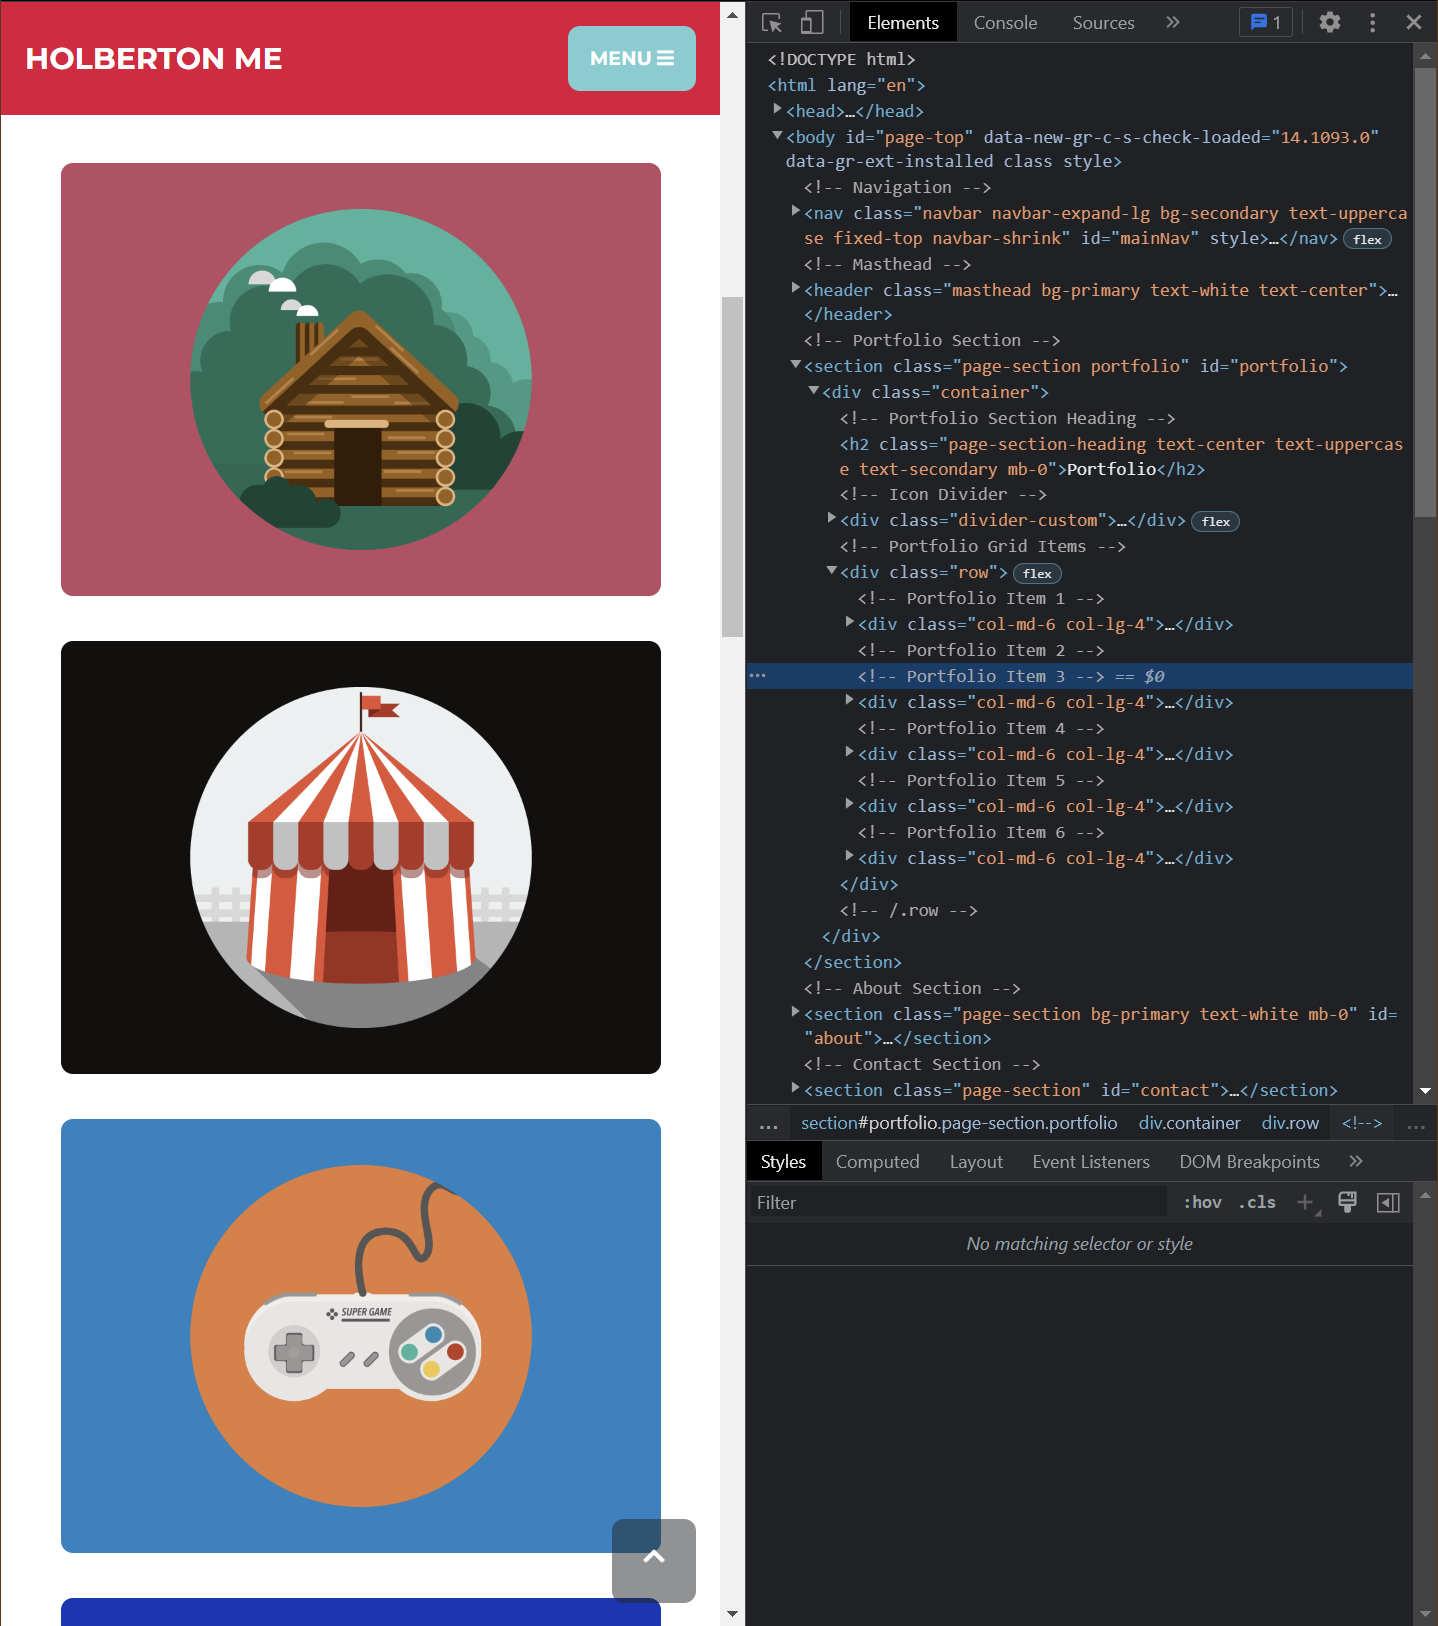 HOLBERTON ME
MENU
SUPER GAME
Elements Console Sources » 1
<!DOCTYPE html>
<html lang="en">
<head>…</head>
<body id="page-top" data-new-gr-c-s-check-loaded="14.1093.0"
data-gr-ext-installed class style>
<!-- Navigation -->
<nav class="navbar navbar-expand-lg bg-secondary text-upperca
se fixed-top navbar-shrink" id="mainNav" style>…</nav> flex
<!-- Masthead -->
<header class="masthead bg-primary text-white text-center">…
</header>
<!-- Portfolio Section -->
<section class="page-section portfolio" id="portfolio">
<div class="container">
<!-- Portfolio Section Heading -->
<h2 class="page-section-heading text-center text-uppercas
e text-secondary mb-0">Portfolio</h2>
<!-- Icon Divider -->
<div class="divider-custom">…</div> flex
<!-- Portfolio Grid Items -->
<div class="row"> flex
<!-- Portfolio Item 1 -->
<div class="col-md-6 col-lg-4">…</div>
<!-- Portfolio Item 2 -->
<!-- Portfolio Item 3 --> == $0
<div class="col-md-6 col-lg-4">…</div>
<!-- Portfolio Item 4 -->
<div class="col-md-6 col-lg-4">…</div>
<!-- Portfolio Item 5 -->
<div class="col-md-6 col-lg-4">…</div>
<!-- Portfolio Item 6 -->
<div class="col-md-6 col-lg-4">…</div>
</div>
<!-- /.row -->
</div>
</section>
<!-- About Section -->
<section class="page-section bg-primary text-white mb-0" id=
"about">…</section>
<!-- Contact Section -->
<section class="page-section" id="contact">…</section>
… section#portfolio.page-section.portfolio div.container div.row <!--> …
Styles Computed Layout Event Listeners DOM Breakpoints »
Filter :hov .cls +
No matching selector or style